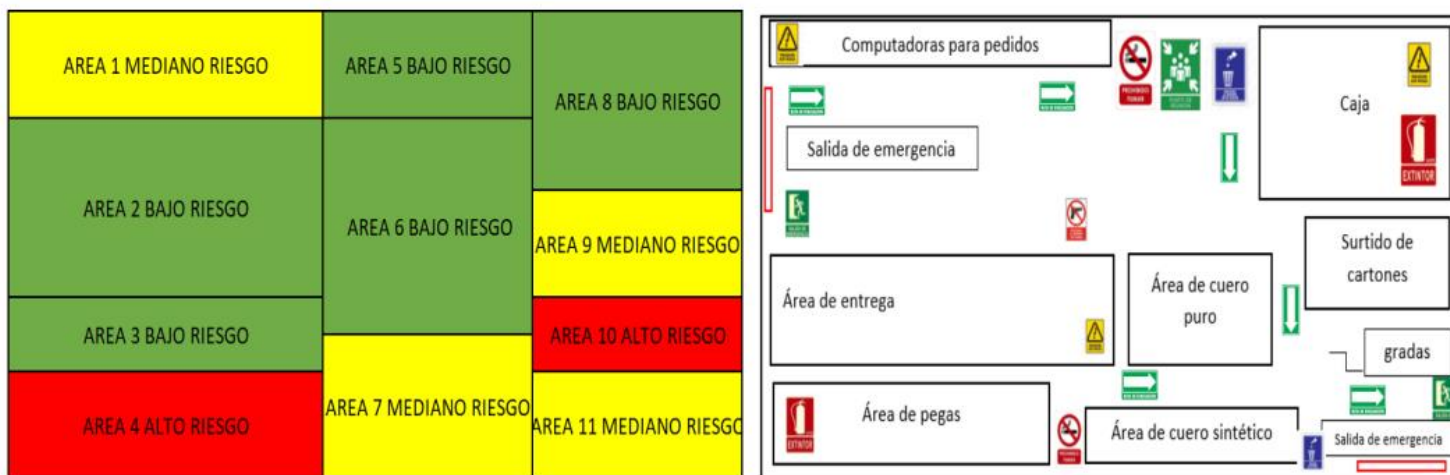 AREA 1 MEDIANO RIESGO
AREA 2 BAJO RIESGO
AREA 3 BAJO RIESGO
AREA 4 ALTO RIESGO
AREA 5 BAJO RIESGO
AREA 6 BAJO RIESGO
AREA 7 MEDIANO RIESGO
AREA 8 BAJO RIESGO
AREA 9 MEDIANO RIESGO
AREA 10 ALTO RIESGO
AREA 11 MEDIANO RIESGO
Computadoras para pedidos
PROHIBIDO
FUMAR
Caja
EXTINTOR
Salida de emergencia
Surtido de
cartones
Área de entrega
Área de cuero
puro
gradas
Área de pegas
EXTINTOR
Área de cuero sintético
Salida de emergencia